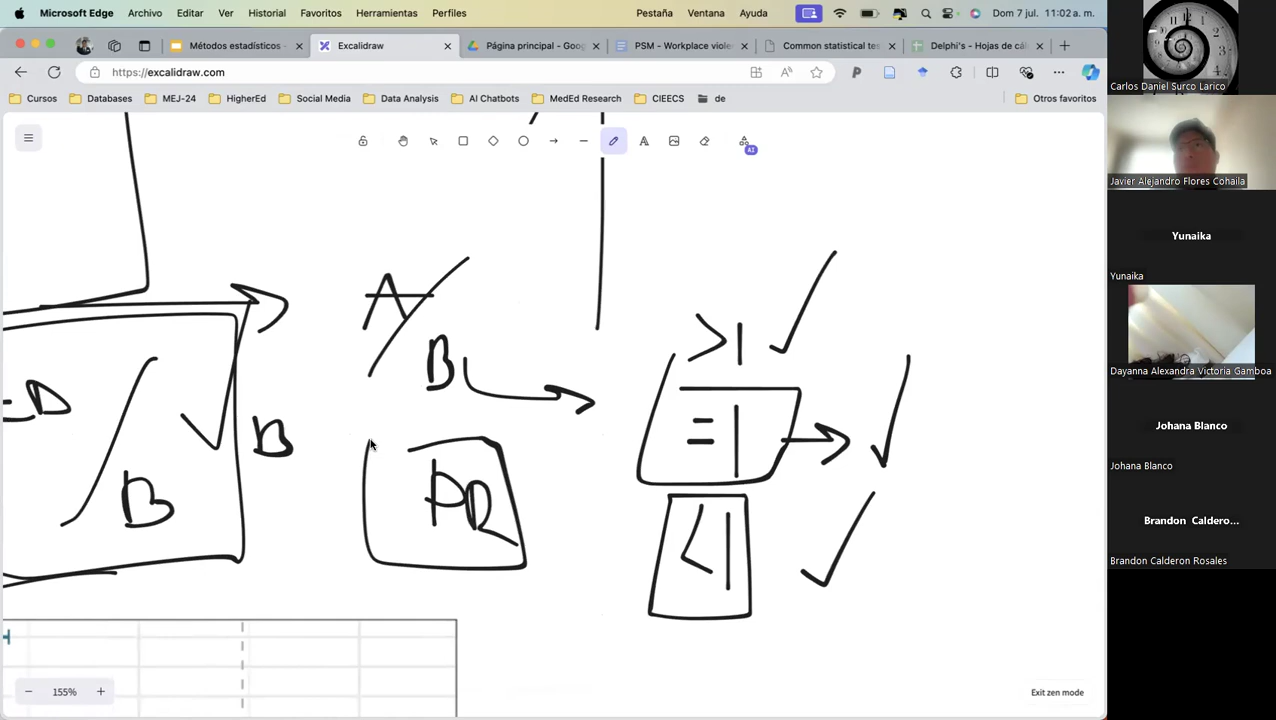 Microsoft Edge Archivo Editar Ver Historial Favoritos Herramientas Perfiles Pestaña Ventana Ayuda Dom 7 jul. 11:02 a. m.
Métodos estadísticos - Excalidraw Página principal - Goog PSM - Workplace viole Common statistical tes Delphi's - Hojas de cál
https://excalidraw.com
Cursos Databases MEJ-24 HigherEd Social Media Data Analysis AI Chatbots MedEd Research CIEECS de Otros favoritos
AI
A
B
>1
=1
<1
PR
D
B
B
155%
Exit zen mode
Carlos Daniel Surco Larico
Javier Alejandro Flores Cohaila
Yunaika
Yunaika
Dayanna Alexandra Victoria Gamboa
Johana Blanco
Johana Blanco
Brandon Caldero...
Brandon Calderon Rosales